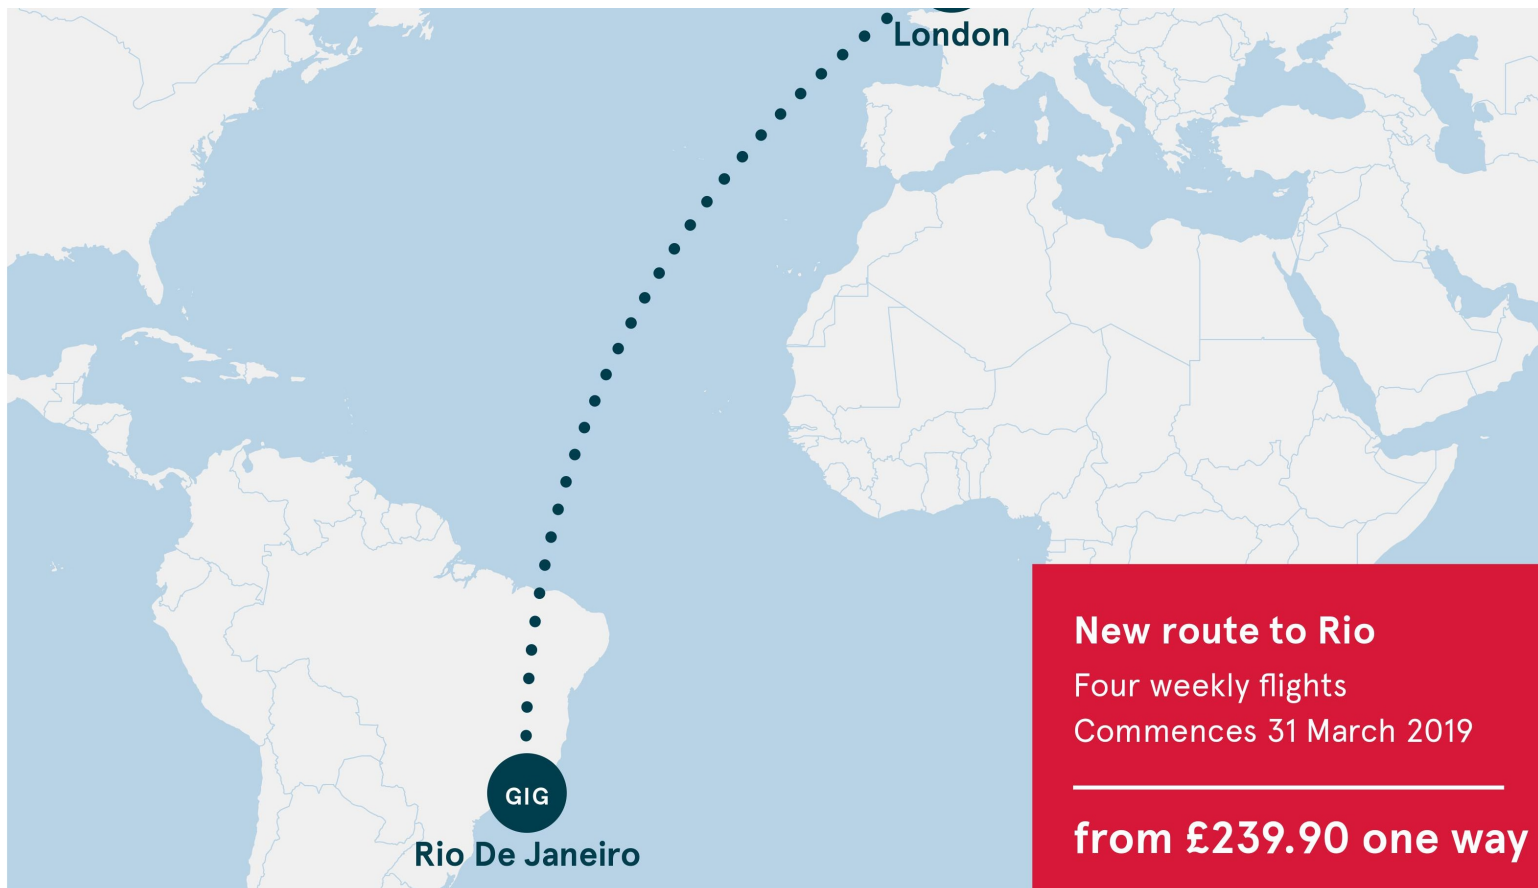 London
GIG
Rio De Janeiro
New route to Rio
Four weekly flights
Commences 31 March 2019
from £239.90 one way